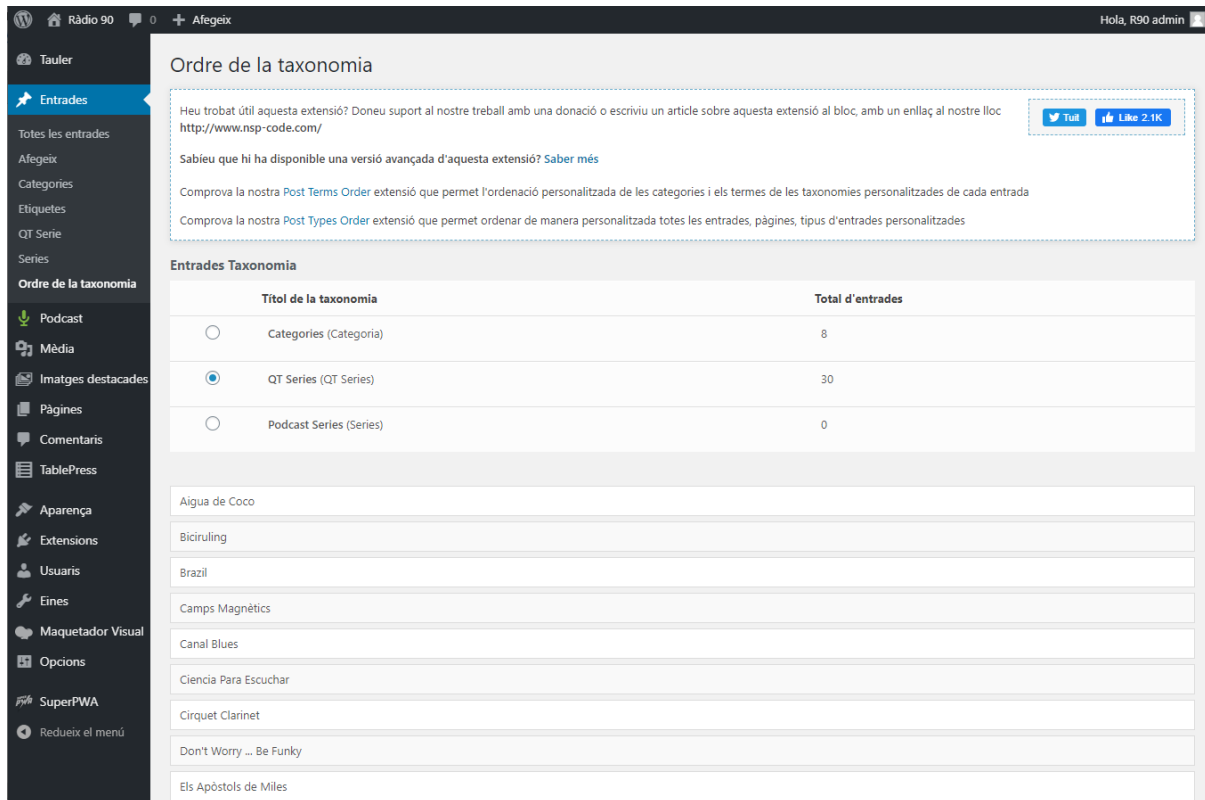 Ràdio 90 0 Afegeix Hola, R90 admin
Tauler
Entrades
Totes les entrades
Afegeix
Categories
Etiquetes
QT Serie
Series
Ordre de la taxonomia
Podcast
Mèdia
Imatges destacades
Pàgines
Comentaris
TablePress
Aparença
Extensions
Usuaris
Eines
Maquetador Visual
Opcions
SuperPWA
Redueix el menú
Ordre de la taxonomia
Heu trobat útil aquesta extensió? Doneu suport al nostre treball amb una donació o escriviu un article sobre aquesta extensió al bloc, amb un enllaç al nostre lloc
http://www.nsp-code.com/
Tuit Like 2.1K
Sabíeu que hi ha disponible una versió avançada d'aquesta extensió? Saber més
Comprova la nostra Post Terms Order extensió que permet l'ordenació personalitzada de les categories i els termes de les taxonomies personalitzades de cada entrada
Comprova la nostra Post Types Order extensió que permet ordenar de manera personalitzada totes les entrades, pàgines, tipus d'entrades personalitzades
Entrades Taxonomia
Títol de la taxonomia Total d'entrades
Categories (Categoria) 8
QT Series (QT Series) 30
Podcast Series (Series) 0
Aigua de Coco
Biciruling
Brazil
Camps Magnètics
Canal Blues
Ciencia Para Escuchar
Cirquet Clarinet
Don't Worry ... Be Funky
Els Apòstols de Miles